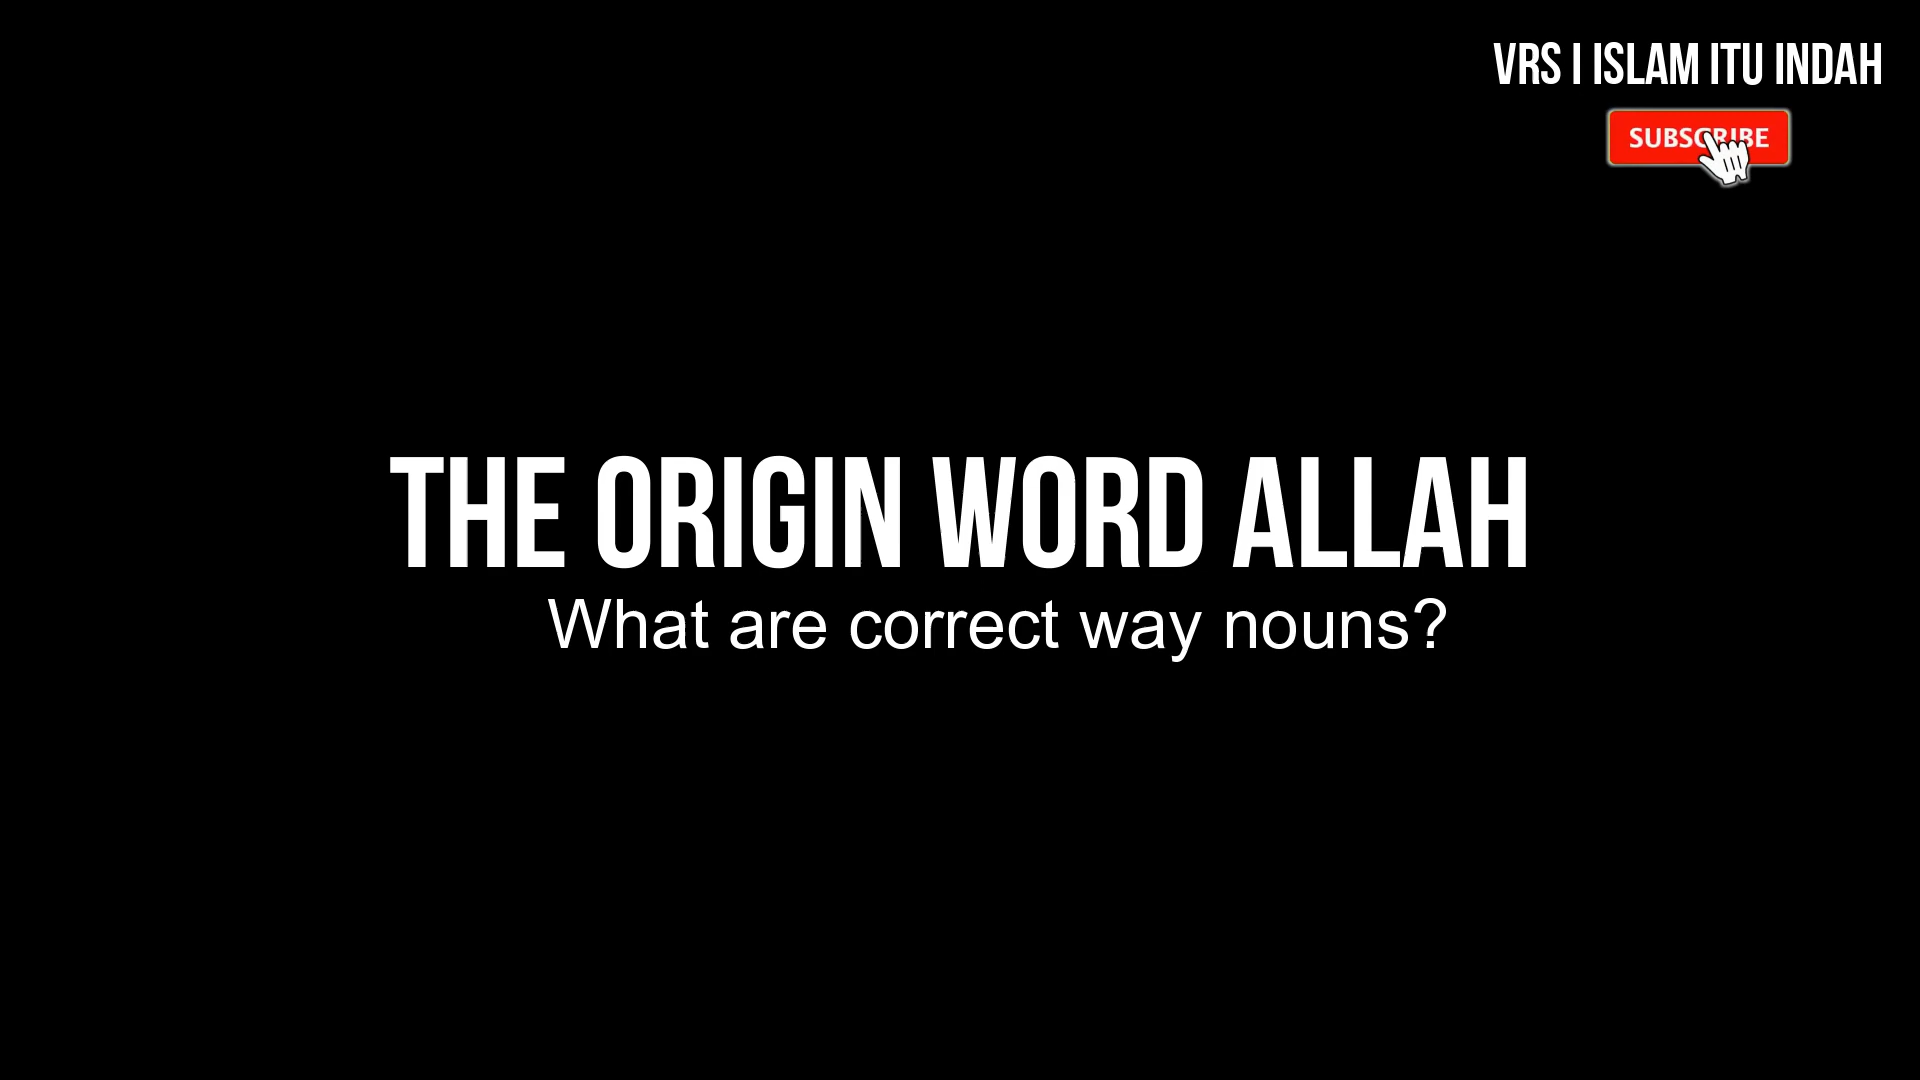 VRS I ISLAM ITU INDAH
SUBSCRIBE
THE ORIGIN WORD ALLAH
What are correct way nouns?